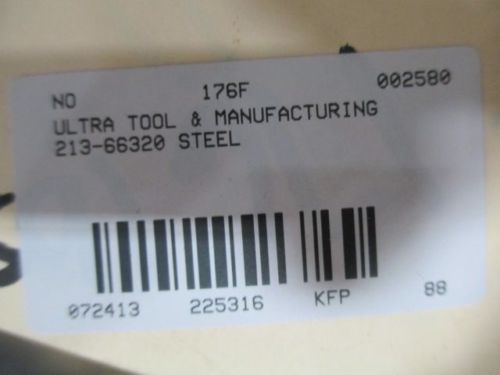 NO 176F 002580
ULTRA TOOL & MANUFACTURING
213-66320 STEEL
072413 225316 KFP 88